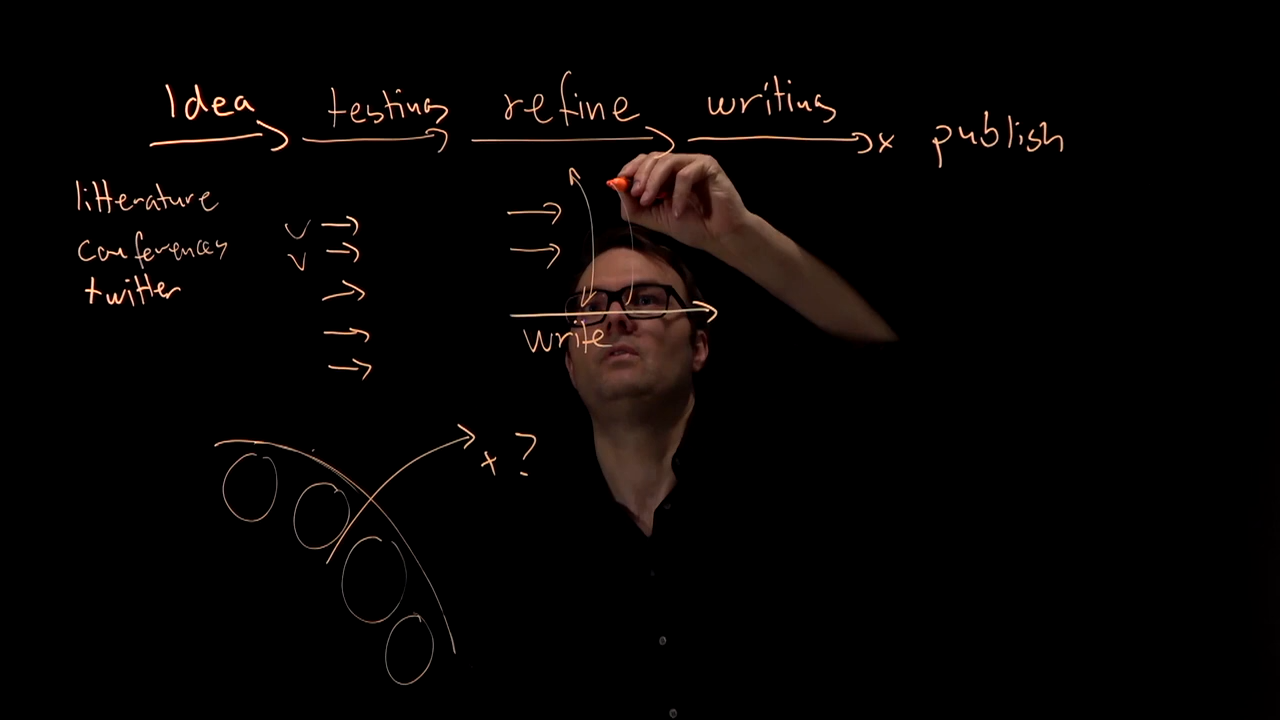 Idea testing refine writing x publish
litterature
conferences
twitter
v
v
write
x ?